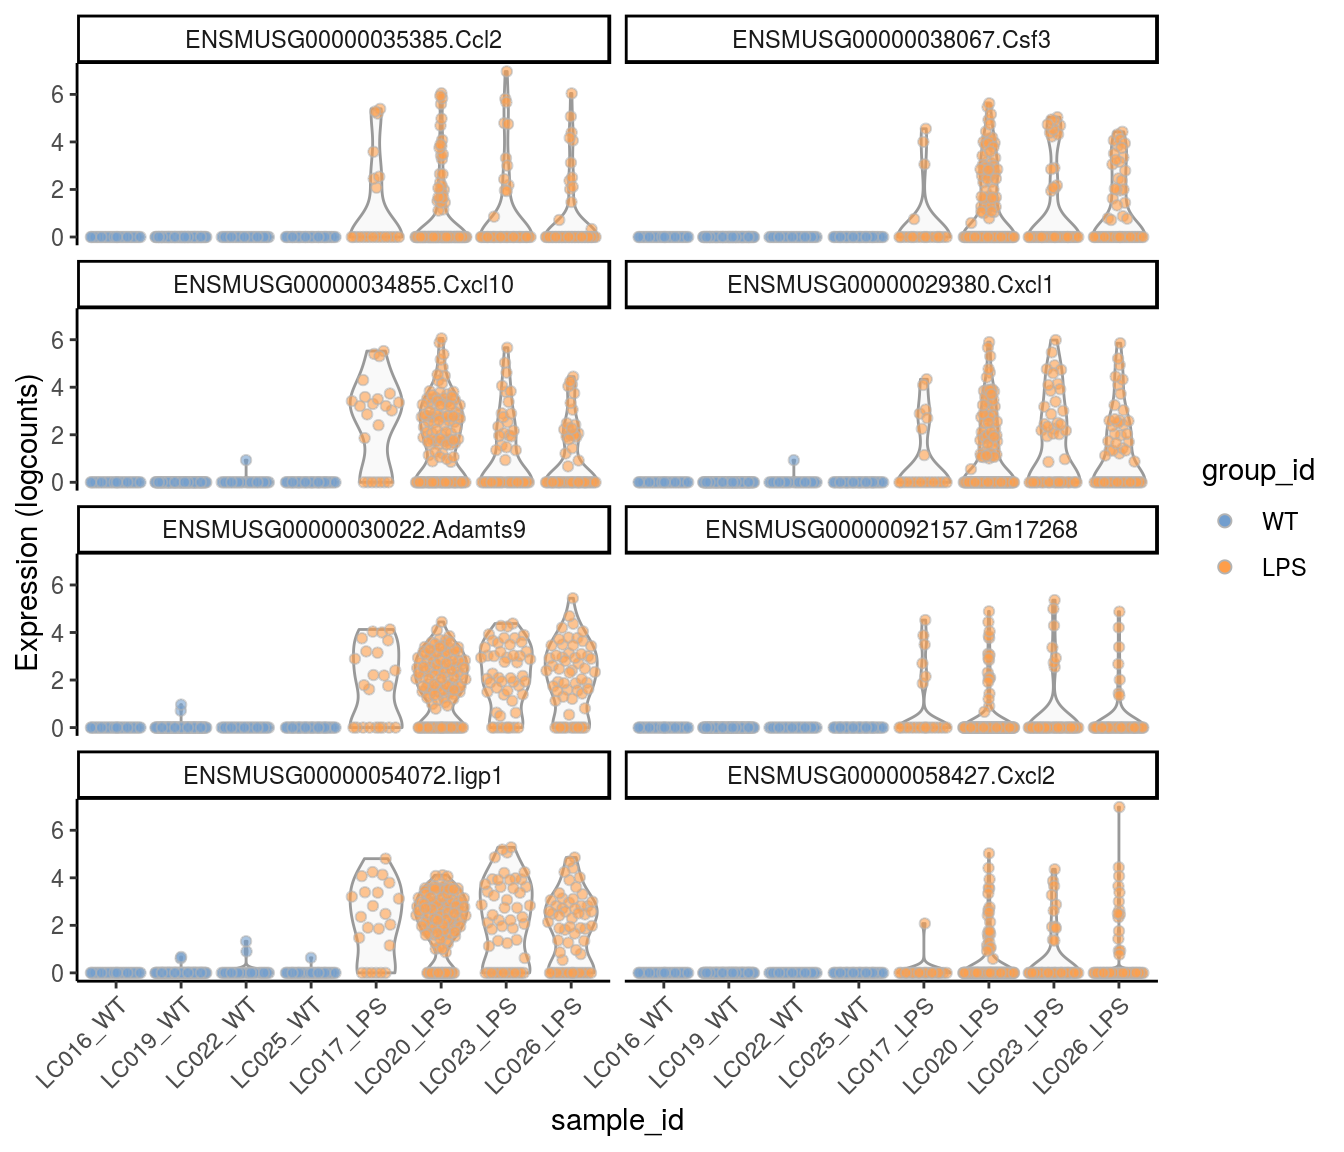 ENSMUSG00000035385.Ccl2
ENSMUSG00000038067.Csf3
6
4
2
0
ENSMUSG00000034855.Cxcl10
ENSMUSG00000029380.Cxcl1
6
4
2
0
ENSMUSG00000030022.Adamts9
ENSMUSG00000092157.Gm17268
6
4
2
0
ENSMUSG00000054072.Iigp1
ENSMUSG00000058427.Cxcl2
6
4
2
0
Expression (logcounts)
LC016_WT
LC019_WT
LC022_WT
LC025_WT
LC017_LPS
LC020_LPS
LC023_LPS
LC026_LPS
LC016_WT
LC019_WT
LC022_WT
LC025_WT
LC017_LPS
LC020_LPS
LC023_LPS
LC026_LPS
sample_id
group_id
WT
LPS